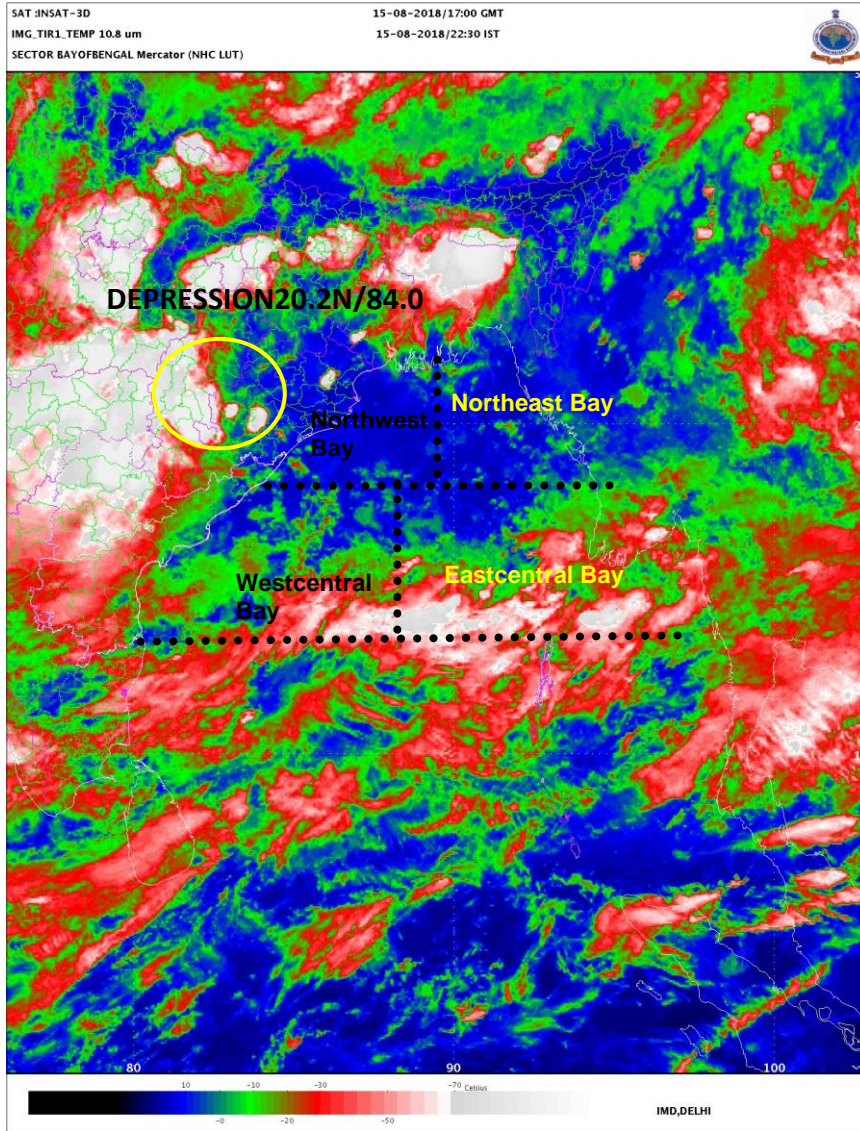 SAT :INSAT-3D
15-08-2018/17:00 GMT
IMG_TIR1_TEMP 10.8 um
15-08-2018/22:30 IST
SECTOR BAYOFBENGAL Mercator (NHC LUT)
DEPRESSION20.2N/84.0
Northeast Bay
Northwest
Bay
Eastcentral Bay
Westcentral
Bay
80
90
100
10
-10
-30
-70
Celsius
-0
-20
-50
IMD,DELHI